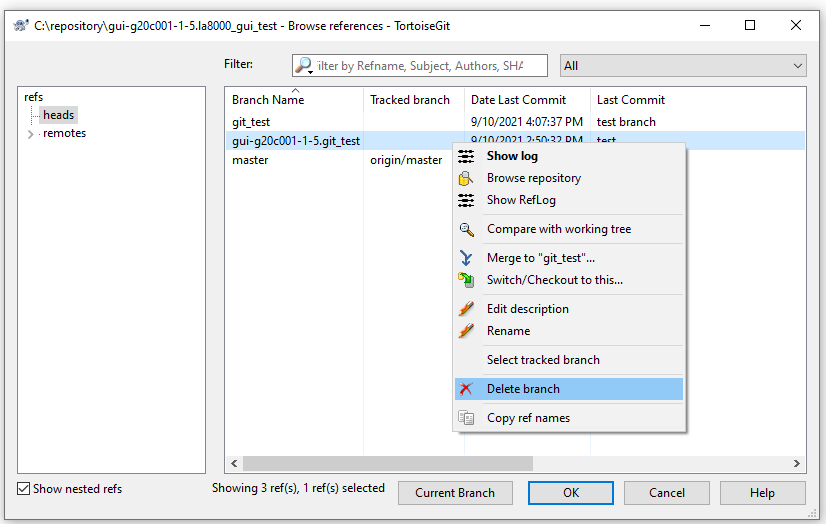 C:\repository\gui-g20c001-1-5.la8000_gui_test - Browse references - TortoiseGit
Filter:
ilter by Refname, Subject, Authors, SHA
All
refs
heads
remotes
Branch Name Tracked branch Date Last Commit Last Commit
git_test 9/10/2021 4:07:37 PM test branch
gui-g20c001-1-5.git_test 9/10/2021 2:50:32 PM test
master origin/master
Show log
Browse repository
Show RefLog
Compare with working tree
Merge to "git_test"...
Switch/Checkout to this...
Edit description
Rename
Select tracked branch
Delete branch
Copy ref names
Show nested refs
Showing 3 ref(s), 1 ref(s) selected
Current Branch
OK
Cancel
Help